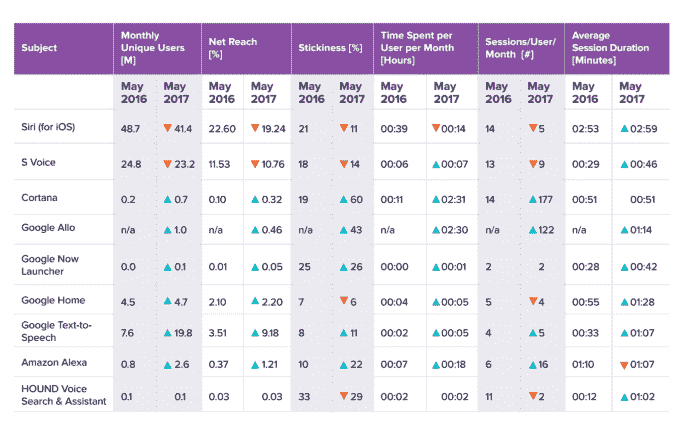 Subject Monthly Unique Users [M] Net Reach [%] Stickiness [%] Time Spent per User per Month [Hours] Sessions/User/Month [#] Average Session Duration [Minutes]
May 2016 May 2017 May 2016 May 2017 May 2016 May 2017 May 2016 May 2017 May 2016 May 2017 May 2016 May 2017
Siri (for iOS) 48.7 ▼ 41.4 22.60 ▼ 19.24 21 ▼ 11 00:39 ▼ 00:14 14 ▼ 5 02:53 ▲ 02:59
S Voice 24.8 ▼ 23.2 11.53 ▼ 10.76 18 ▼ 14 00:06 ▲ 00:07 13 ▼ 9 00:29 ▲ 00:46
Cortana 0.2 ▲ 0.7 0.10 ▲ 0.32 19 ▲ 60 00:11 ▲ 02:31 14 ▲ 177 00:51 00:51
Google Allo n/a ▲ 1.0 n/a ▲ 0.46 n/a ▲ 43 n/a ▲ 02:30 n/a ▲ 122 n/a ▲ 01:14
Google Now Launcher 0.0 ▲ 0.1 0.01 ▲ 0.05 25 ▲ 26 00:00 ▲ 00:01 2 2 00:28 ▲ 00:42
Google Home 4.5 ▲ 4.7 2.10 ▲ 2.20 7 ▼ 6 00:04 ▲ 00:05 5 ▼ 4 00:55 ▲ 01:28
Google Text-to-Speech 7.6 ▲ 19.8 3.51 ▲ 9.18 8 ▲ 11 00:02 ▲ 00:05 4 ▲ 5 00:33 ▲ 01:07
Amazon Alexa 0.8 ▲ 2.6 0.37 ▲ 1.21 10 ▲ 22 00:07 ▲ 00:18 6 ▲ 16 01:10 ▼ 01:07
HOUND Voice Search & Assistant 0.1 0.1 0.03 0.03 33 ▼ 29 00:02 00:02 11 ▼ 2 00:12 ▲ 01:02